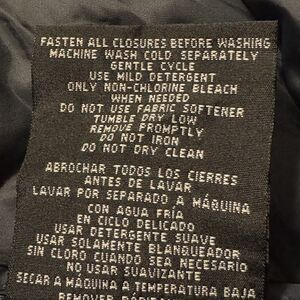 FASTEN ALL CLOSURES BEFORE WASHING
MACHINE WASH COLD SEPARATELY
GENTLE CYCLE
USE MILD DETERGENT
ONLY NON-CHLORINE BLEACH
WHEN NEEDED
DO NOT USE FABRIC SOFTENER
TUMBLE DRY LOW
REMOVE PROMPTLY
DO NOT IRON
DO NOT DRY CLEAN
ABROCHAR TODOS LOS CIERRES
ANTES DE LAVAR
LAVAR POR SEPARADO A MÁQUINA
CON AGUA FRÍA
EN CICLO DELICADO
USAR DETERGENTE SUAVE
USAR SOLAMENTE BLANQUEADOR
SIN CLORO CUANDO SEA NECESARIO
NO USAR SUAVIZANTE
SECAR A MÁQUINA A TEMPERATURA BAJA
REMOVER